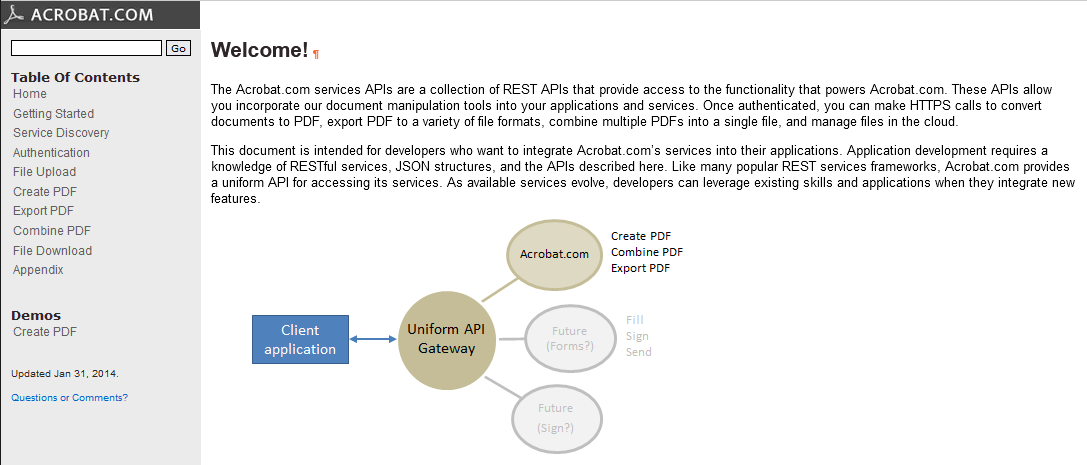 ACROBAT.COM
Go
Table Of Contents
Home
Getting Started
Service Discovery
Authentication
File Upload
Create PDF
Export PDF
Combine PDF
File Download
Appendix
Demos
Create PDF
Updated Jan 31, 2014.
Questions or Comments?
Welcome! ¶
The Acrobat.com services APIs are a collection of REST APIs that provide access to the functionality that powers Acrobat.com. These APIs allow
you incorporate our document manipulation tools into your applications and services. Once authenticated, you can make HTTPS calls to convert
documents to PDF, export PDF to a variety of file formats, combine multiple PDFs into a single file, and manage files in the cloud.
This document is intended for developers who want to integrate Acrobat.com's services into their applications. Application development requires a
knowledge of RESTful services, JSON structures, and the APIs described here. Like many popular REST services frameworks, Acrobat.com provides
a uniform API for accessing its services. As available services evolve, developers can leverage existing skills and applications when they integrate new
features.
Acrobat.com
Create PDF
Combine PDF
Export PDF
Client
application
Uniform API
Gateway
Future
(Forms?)
Fill
Sign
Send
Future
(Sign?)